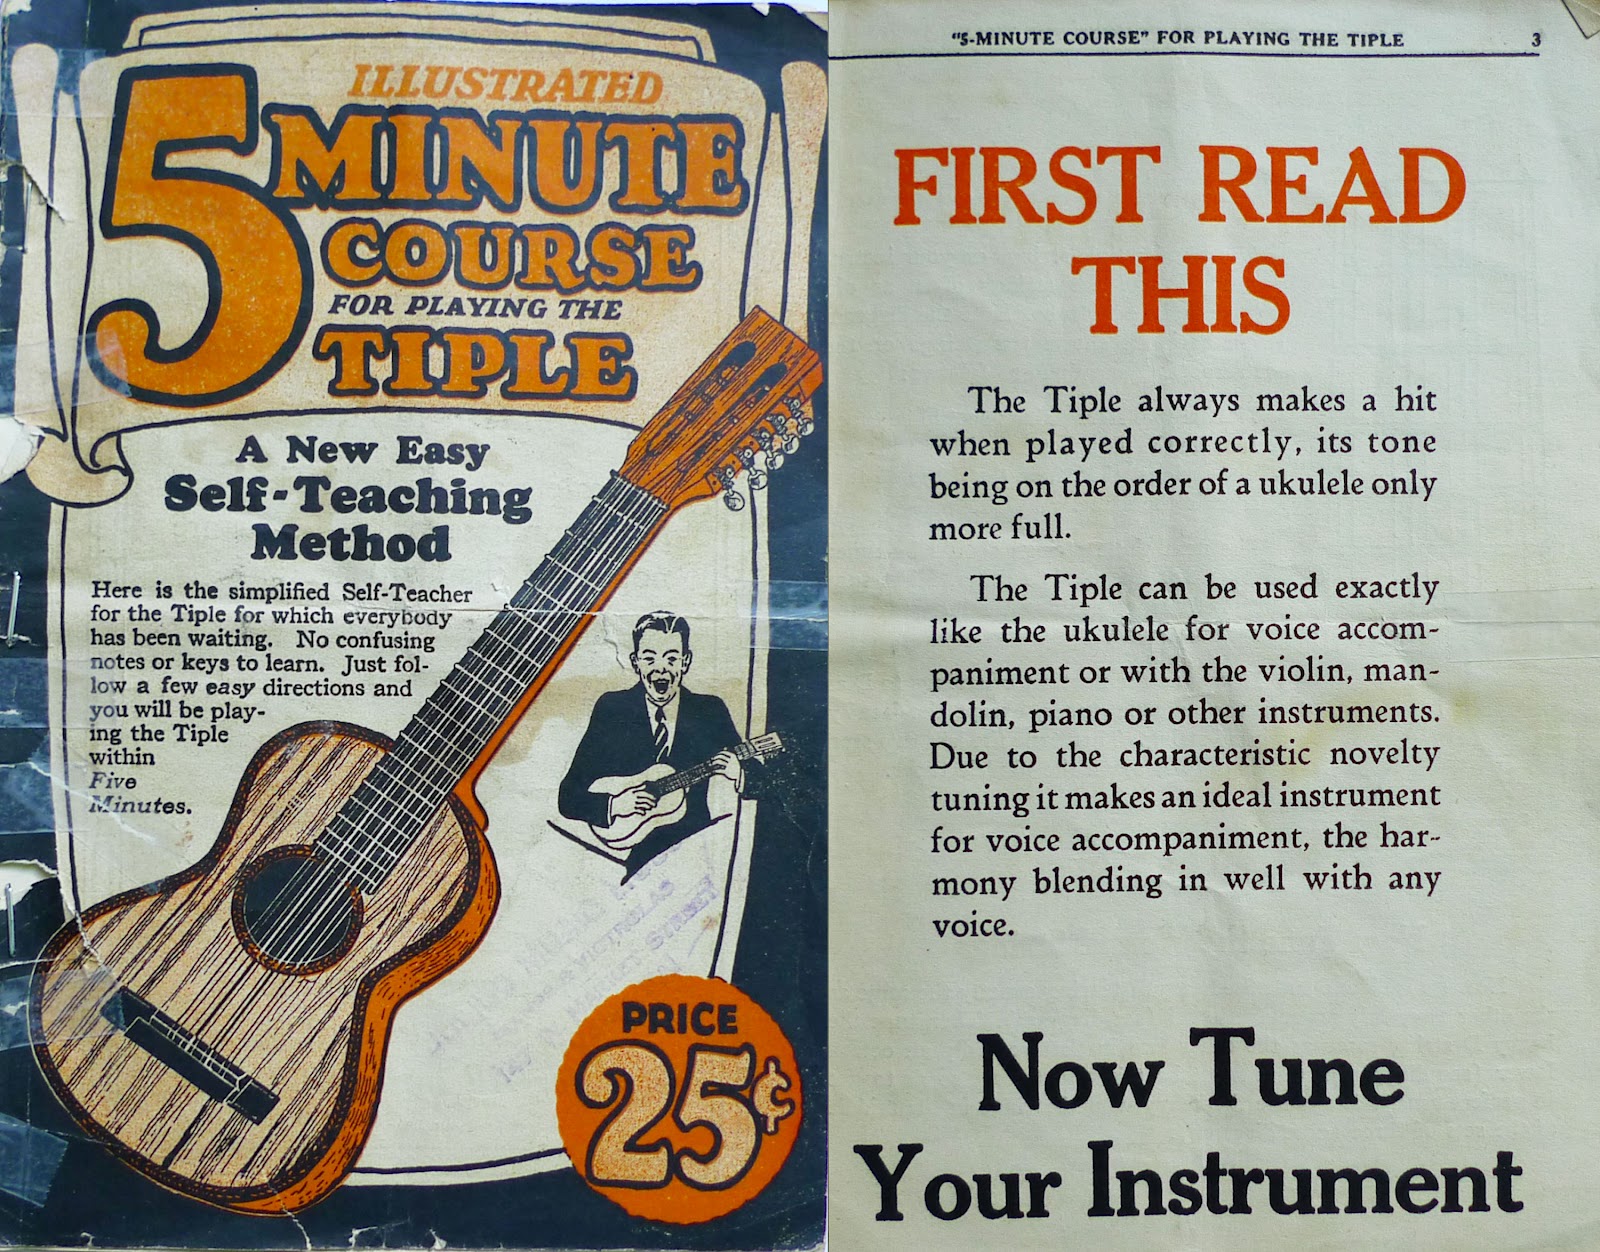 ILLUSTRATED
5 MINUTE
COURSE
FOR PLAYING THE
TIPLE
A New Easy
Self-Teaching
Method
Here is the simplified Self-Teacher
for the Tiple for which everybody
has been waiting. No confusing
notes or keys to learn. Just fol-
low a few easy directions and
you will be play-
ing the Tiple
within
Five
Minutes.
VICTROLAS
STREET
PRICE
25¢
"5-MINUTE COURSE" FOR PLAYING THE TIPLE 3
FIRST READ
THIS
The Tiple always makes a hit
when played correctly, its tone
being on the order of a ukulele only
more full.
The Tiple can be used exactly
like the ukulele for voice accom-
paniment or with the violin, man-
dolin, piano or other instruments.
Due to the characteristic novelty
tuning it makes an ideal instrument
for voice accompaniment, the har-
mony blending in well with any
voice.
Now Tune
Your Instrument